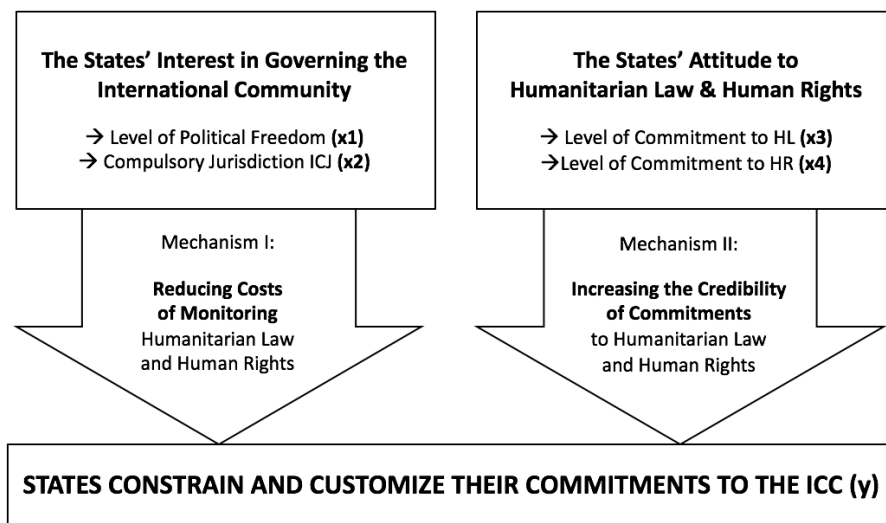 The States’ Interest in Governing the
International Community
→ Level of Political Freedom (x1)
→ Compulsory Jurisdiction ICJ (x2)
Mechanism I:
Reducing Costs
of Monitoring
Humanitarian Law
and Human Rights
The States’ Attitude to
Humanitarian Law & Human Rights
→ Level of Commitment to HL (x3)
→Level of Commitment to HR (x4)
Mechanism II:
Increasing the Credibility
of Commitments
to Humanitarian Law
and Human Rights
STATES CONSTRAIN AND CUSTOMIZE THEIR COMMITMENTS TO THE ICC (y)